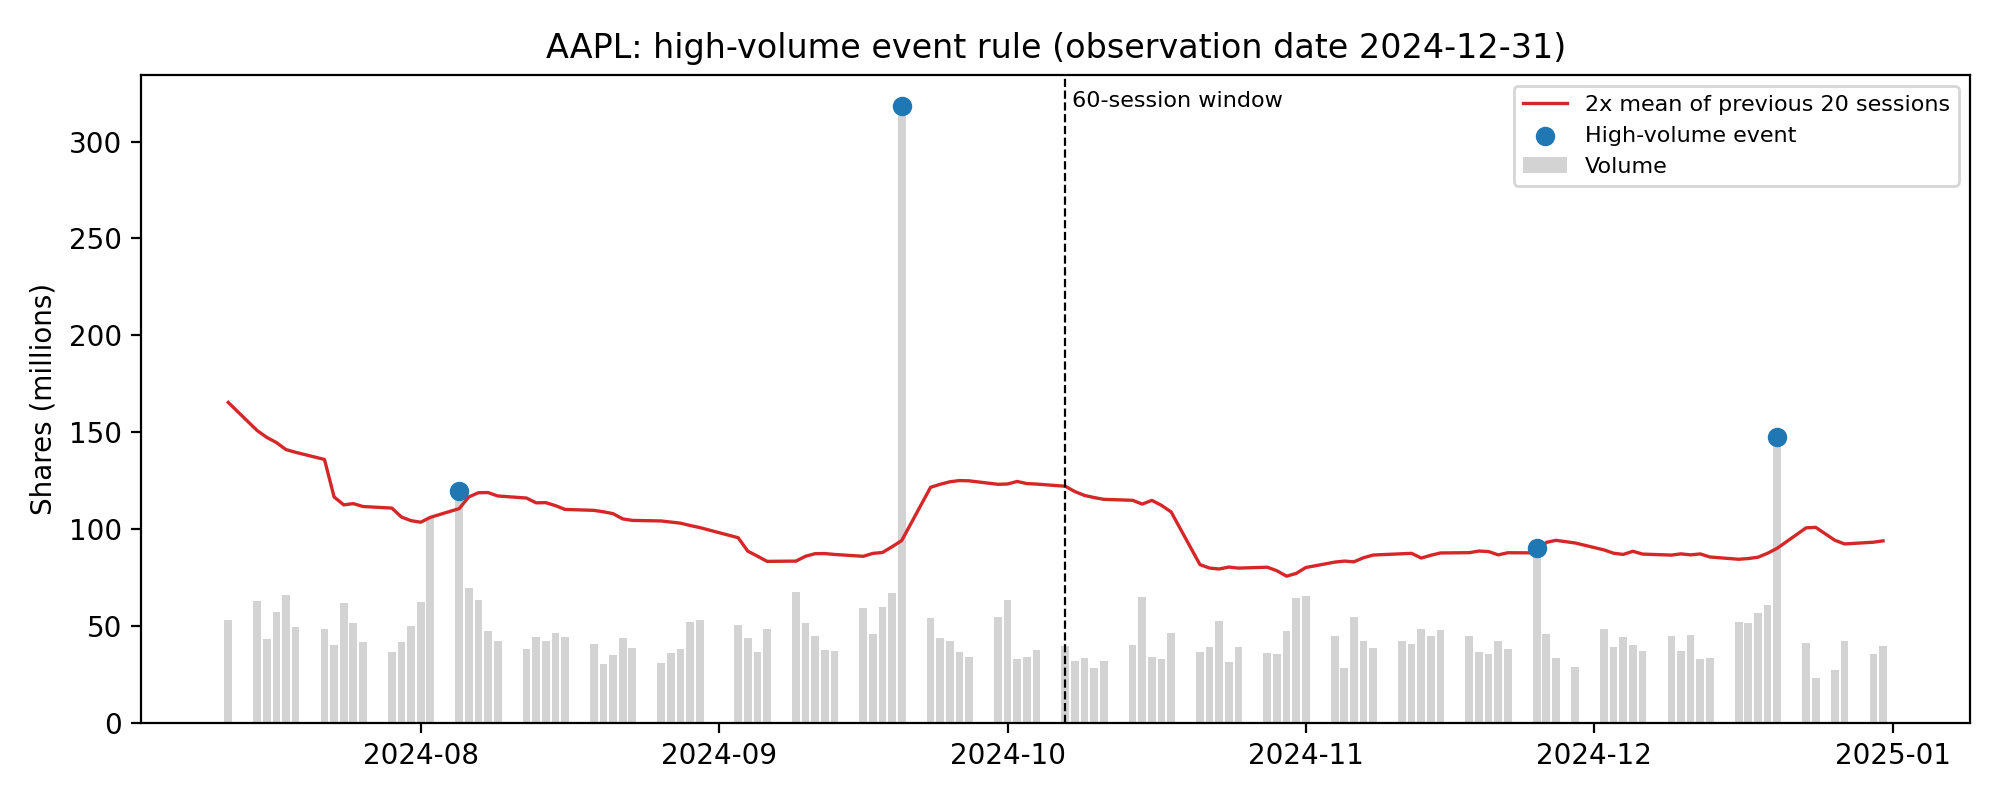 AAPL: high-volume event rule (observation date 2024-12-31)
60-session window
2x mean of previous 20 sessions
High-volume event
Volume
Shares (millions)
300
250
200
150
100
50
0
2024-08
2024-09
2024-10
2024-11
2024-12
2025-01